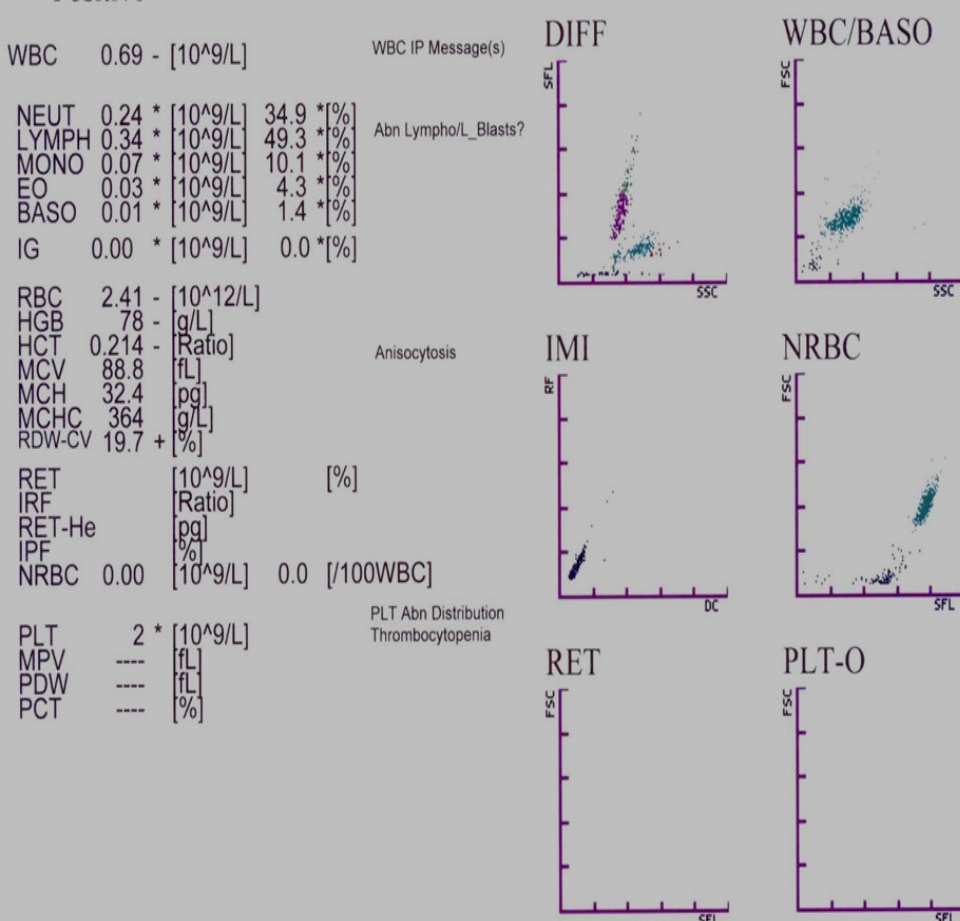 WBC 0.69 - [10^9/L]
NEUT 0.24 * [10^9/L] 34.9 *[%]
LYMPH 0.34 * [10^9/L] 49.3 *[%]
MONO 0.07 * [10^9/L] 10.1 *[%]
EO 0.03 * [10^9/L] 4.3 *[%]
BASO 0.01 * [10^9/L] 1.4 *[%]
IG 0.00 * [10^9/L] 0.0 *[%]
RBC 2.41 - [10^12/L]
HGB 78 - [g/L]
HCT 0.214 - [Ratio]
MCV 88.8 [fL]
MCH 32.4 [pg]
MCHC 364 [g/L]
RDW-CV 19.7 + [%]
RET [10^9/L] [%]
IRF [Ratio]
RET-He [pg]
IPF [%]
NRBC 0.00 [10^9/L] 0.0 [/100WBC]
PLT 2 * [10^9/L]
MPV ---- [fL]
PDW ---- [fL]
PCT ---- [%]
WBC IP Message(s)
Abn Lympho/L_Blasts?
Anisocytosis
PLT Abn Distribution
Thrombocytopenia
DIFF
SFL
SSC
WBC/BASO
FSC
SSC
IMI
RF
DC
NRBC
FSC
SFL
RET
FSC
SFL
PLT-O
FSC
SFL